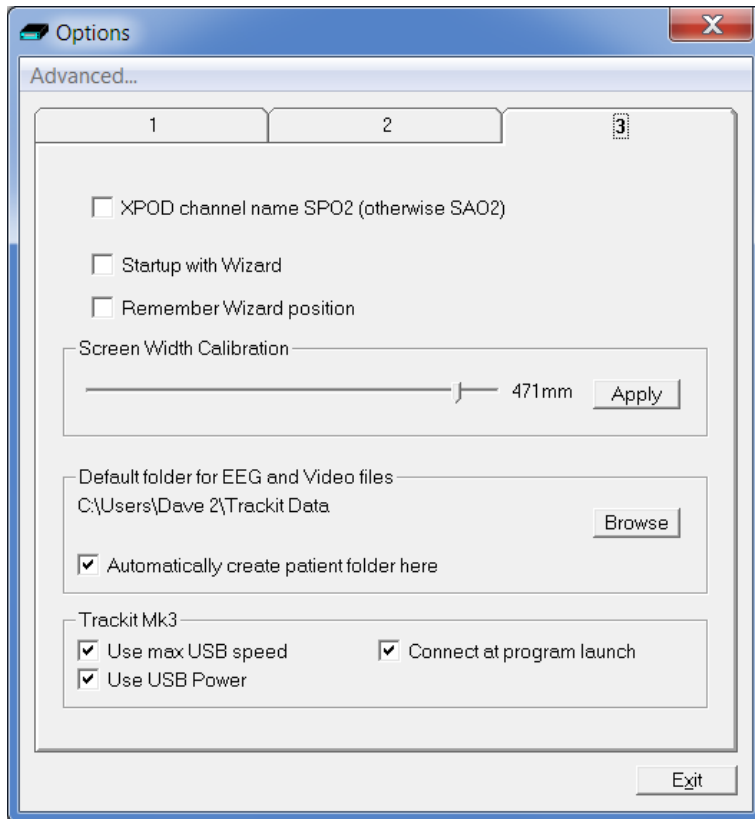 Options
Advanced...
1 2 3
XPOD channel name SPO2 (otherwise SAO2)
Startup with Wizard
Remember Wizard position
Screen Width Calibration
471mm Apply
Default folder for EEG and Video files
C:\Users\Dave 2\Trackit Data
Browse
Automatically create patient folder here
Trackit Mk3
Use max USB speed Connect at program launch
Use USB Power
Exit